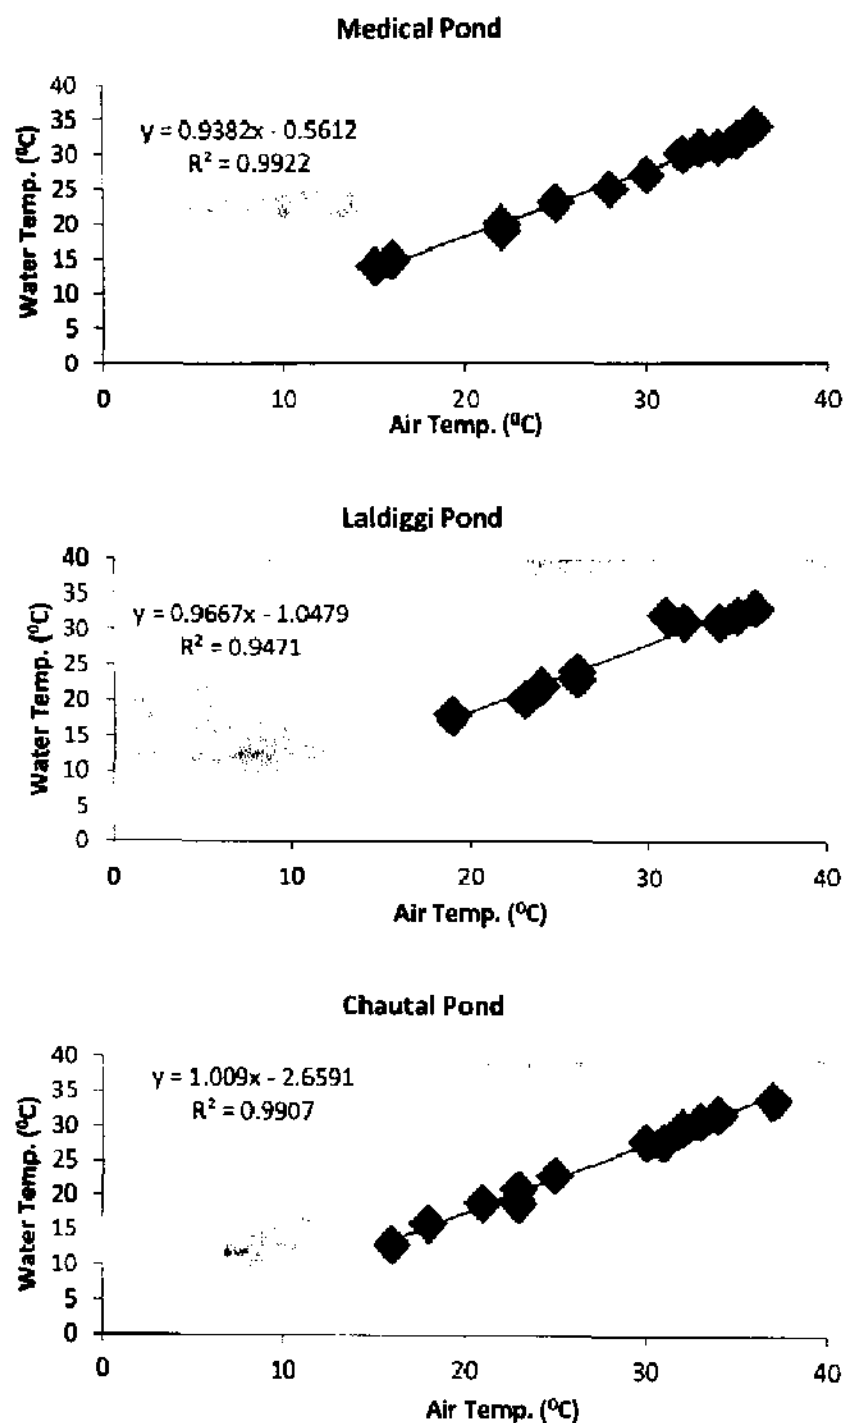 Medical Pond
40
35
30
25
20
15
10
5
0
Water Temp. (⁰C)
y = 0.9382x - 0.5612
R² = 0.9922
0 10 20 30 40
Air Temp. (⁰C)
Laldiggi Pond
40
35
30
25
20
15
10
5
0
Water Temp. (⁰C)
y = 0.9667x - 1.0479
R² = 0.9471
0 10 20 30 40
Air Temp. (⁰C)
Chautal Pond
40
35
30
25
20
15
10
5
0
Water Temp. (⁰C)
y = 1.009x - 2.6591
R² = 0.9907
0 10 20 30 40
Air Temp. (⁰C)